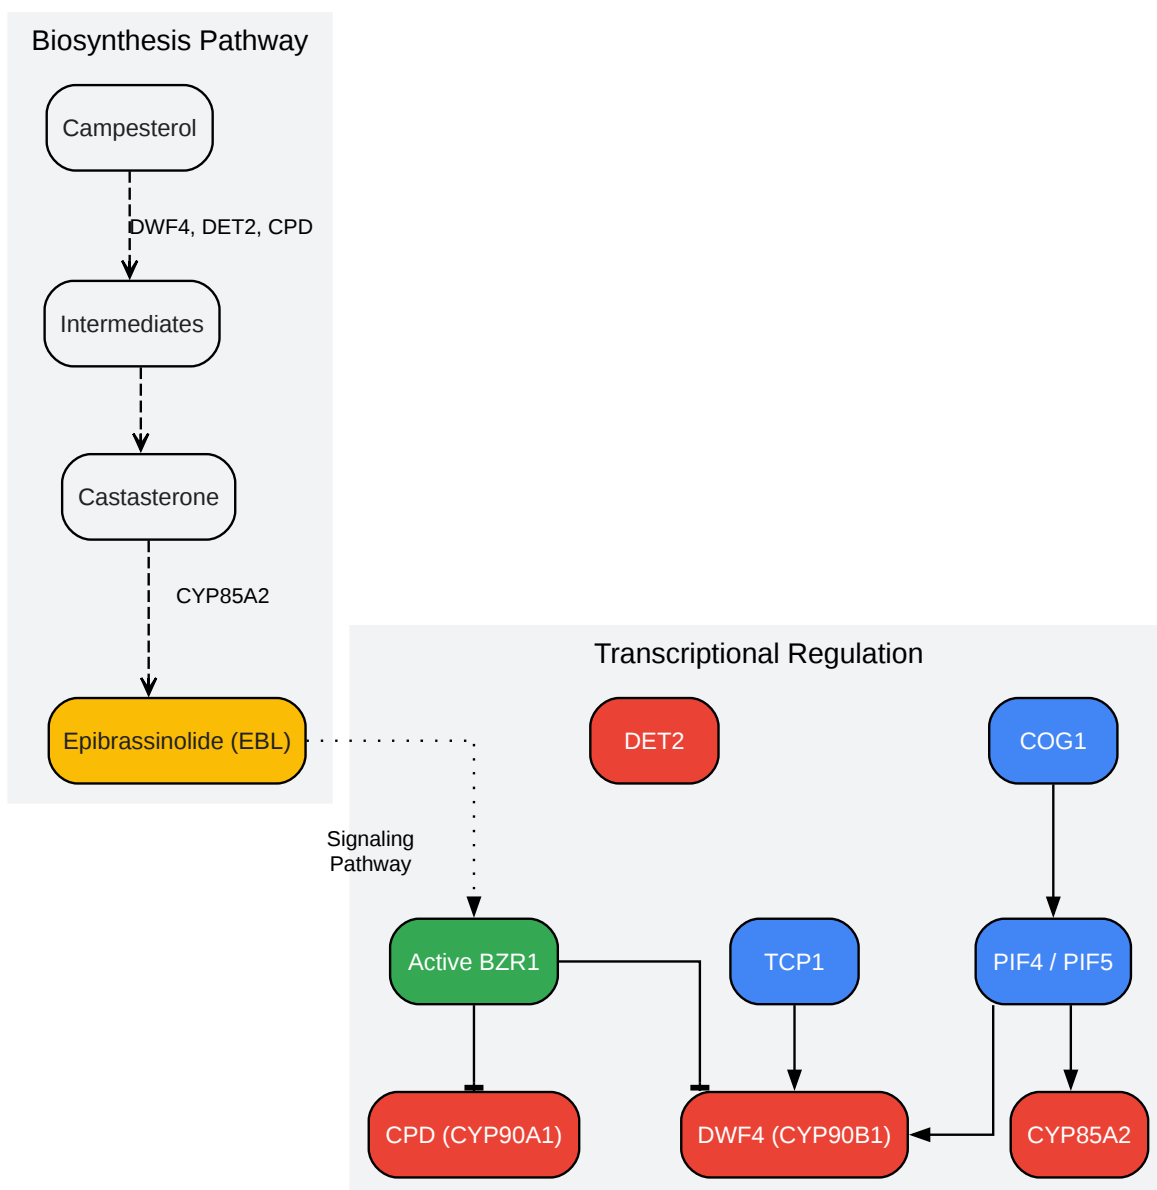 Biosynthesis Pathway
Campesterol
DWF4, DET2, CPD
Intermediates
Castasterone
CYP85A2
Epibrassinolide (EBL)
Transcriptional Regulation
DET2
COG1
Signaling
Pathway
Active BZR1
TCP1
PIF4 / PIF5
CPD (CYP90A1)
DWF4 (CYP90B1)
CYP85A2